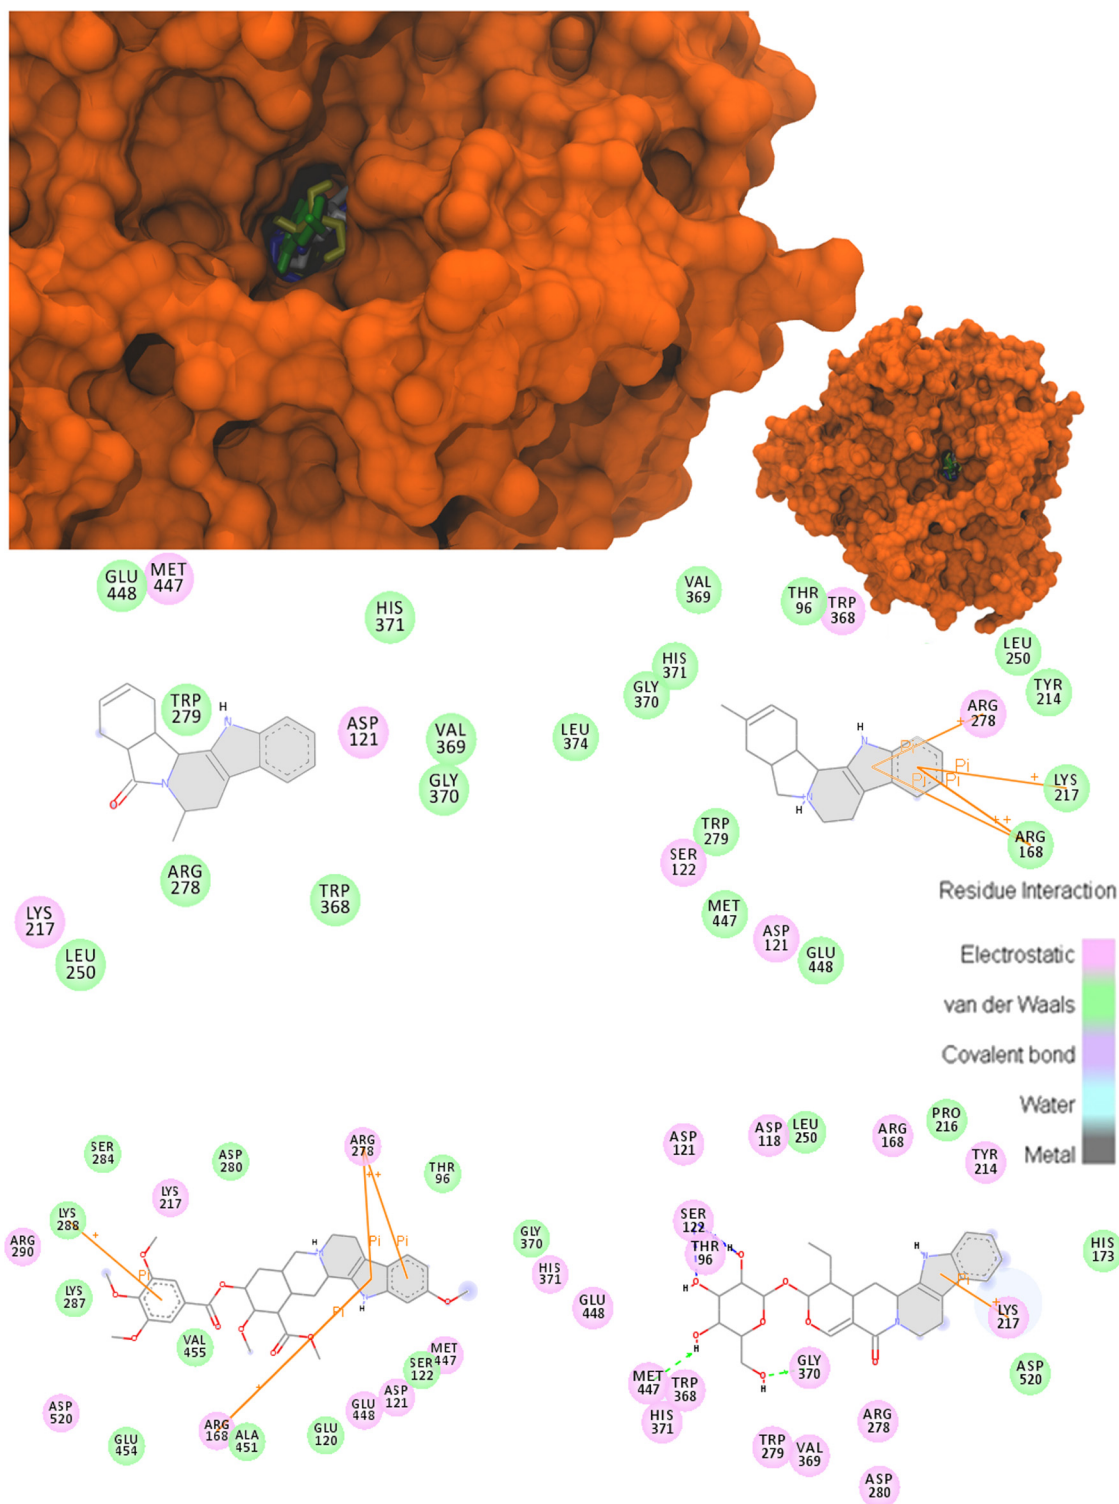 GLU
448
MET
447
HIS
371
TRP
279
H
N
ASP
121
VAL
369
GLY
370
O
N
ARG
278
TRP
368
LYS
217
LEU
250
VAL
369
THR
96
TRP
368
LEU
250
TYR
214
HIS
371
GLY
370
LEU
374
ARG
278
H
N
+
Pi
Pi
Pi
Pi
+
LYS
217
N+
H
++
ARG
168
TRP
279
SER
122
MET
447
ASP
121
GLU
448
Residue Interaction
Electrostatic
van der Waals
Covalent bond
Water
Metal
SER
284
ASP
280
ARG
278
++
THR
96
LYS
217
LYS
288
+
ARG
290
LYS
287
Pi
Pi
Pi
Pi
H
N+
N
H
O
O
O
O
O
O
O
O
O
VAL
455
GLY
370
HIS
371
GLU
448
MET
447
SER
122
ASP
121
GLU
448
+
ASP
520
GLU
454
ARG
168
ALA
451
GLU
120
ASP
121
ASP
118
LEU
250
ARG
168
PRO
216
TYR
214
SER
122
THR
96
HIS
173
H
N
Pi
+
LYS
217
H
O
H
O
O
O
O
O
H
O
H
O
N
O
MET
447
TRP
368
HIS
371
GLY
370
ASP
520
ARG
278
TRP
279
VAL
369
ASP
280